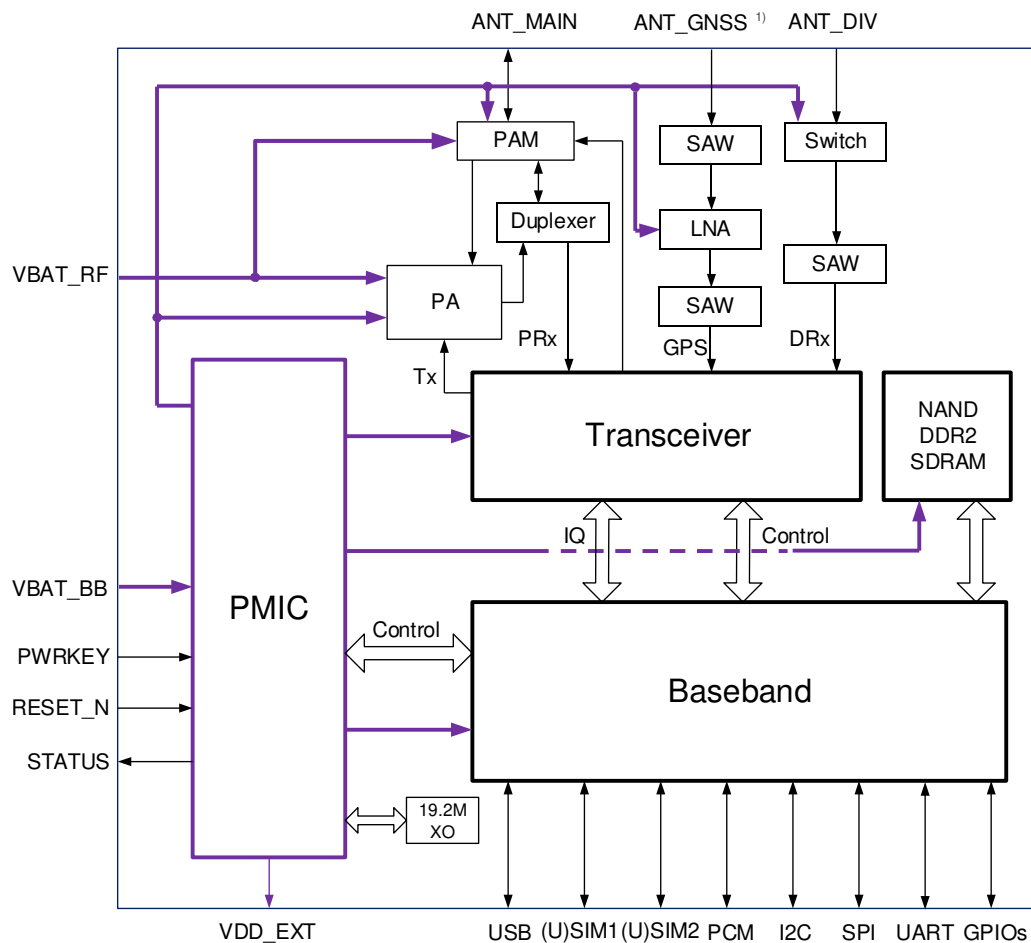 ANT_MAIN ANT_GNSS 1) ANT_DIV
PAM
SAW
Switch
Duplexer
LNA
VBAT_RF
SAW
PA
SAW
PRx
GPS
DRx
Tx
Transceiver
NAND
DDR2
SDRAM
IQ
Control
VBAT_BB
PMIC
Control
PWRKEY
Baseband
RESET_N
STATUS
19.2M
XO
VDD_EXT
USB (U)SIM1 (U)SIM2 PCM I2C SPI UART GPIOs